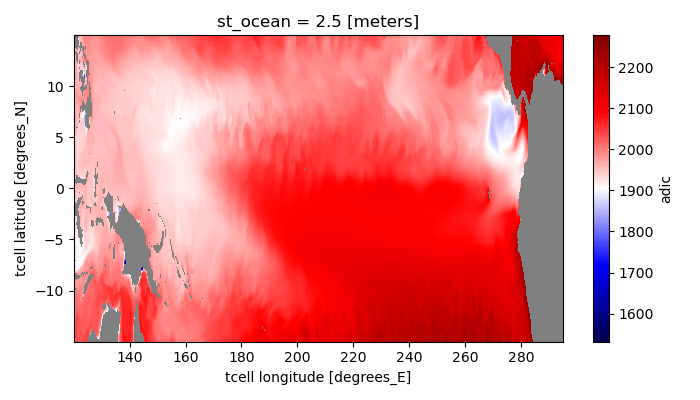 st_ocean = 2.5 [meters]
10
5
0
−5
−10
tcell latitude [degrees_N]
140 160 180 200 220 240 260 280
tcell longitude [degrees_E]
2200
2100
2000
1900
1800
1700
1600
adic